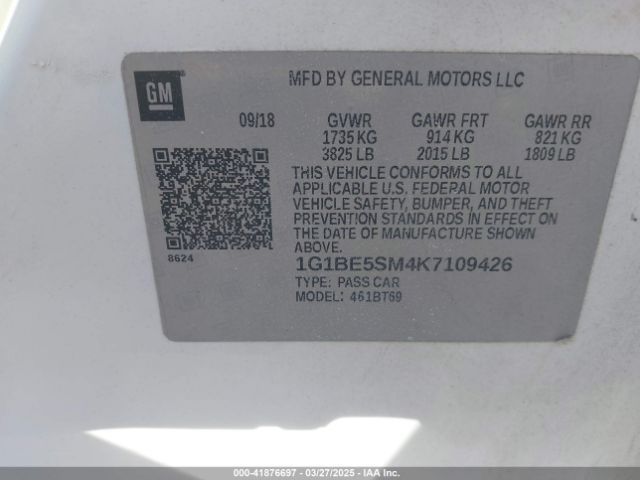 GM
MFD BY GENERAL MOTORS LLC
09/18 GVWR GAWR FRT GAWR RR
1735 KG 914 KG 821 KG
3825 LB 2015 LB 1809 LB
THIS VEHICLE CONFORMS TO ALL
APPLICABLE U.S. FEDERAL MOTOR
VEHICLE SAFETY, BUMPER, AND THEFT
PREVENTION STANDARDS IN EFFECT ON
THE DATE OF MANUFACTURE SHOWN
ABOVE.
8624
1G1BE5SM4K7109426
TYPE: PASS CAR
MODEL: 461BT69
000-41876697 - 03/27/2025 - IAA Inc.